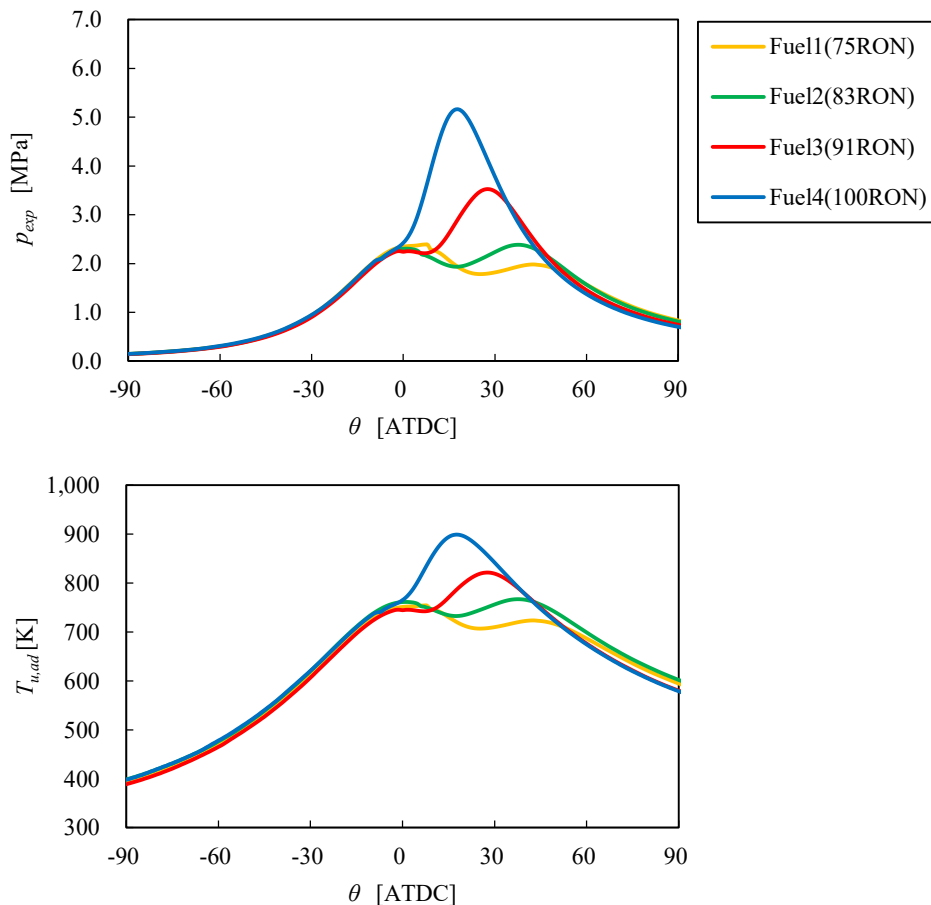 7.0
6.0
5.0
4.0
3.0
2.0
1.0
0.0
p_exp [MPa]
-90 -60 -30 0 30 60 90
θ [ATDC]
Fuel1(75RON)
Fuel2(83RON)
Fuel3(91RON)
Fuel4(100RON)
1,000
900
800
700
600
500
400
300
T_u,ad [K]
-90 -60 -30 0 30 60 90
θ [ATDC]